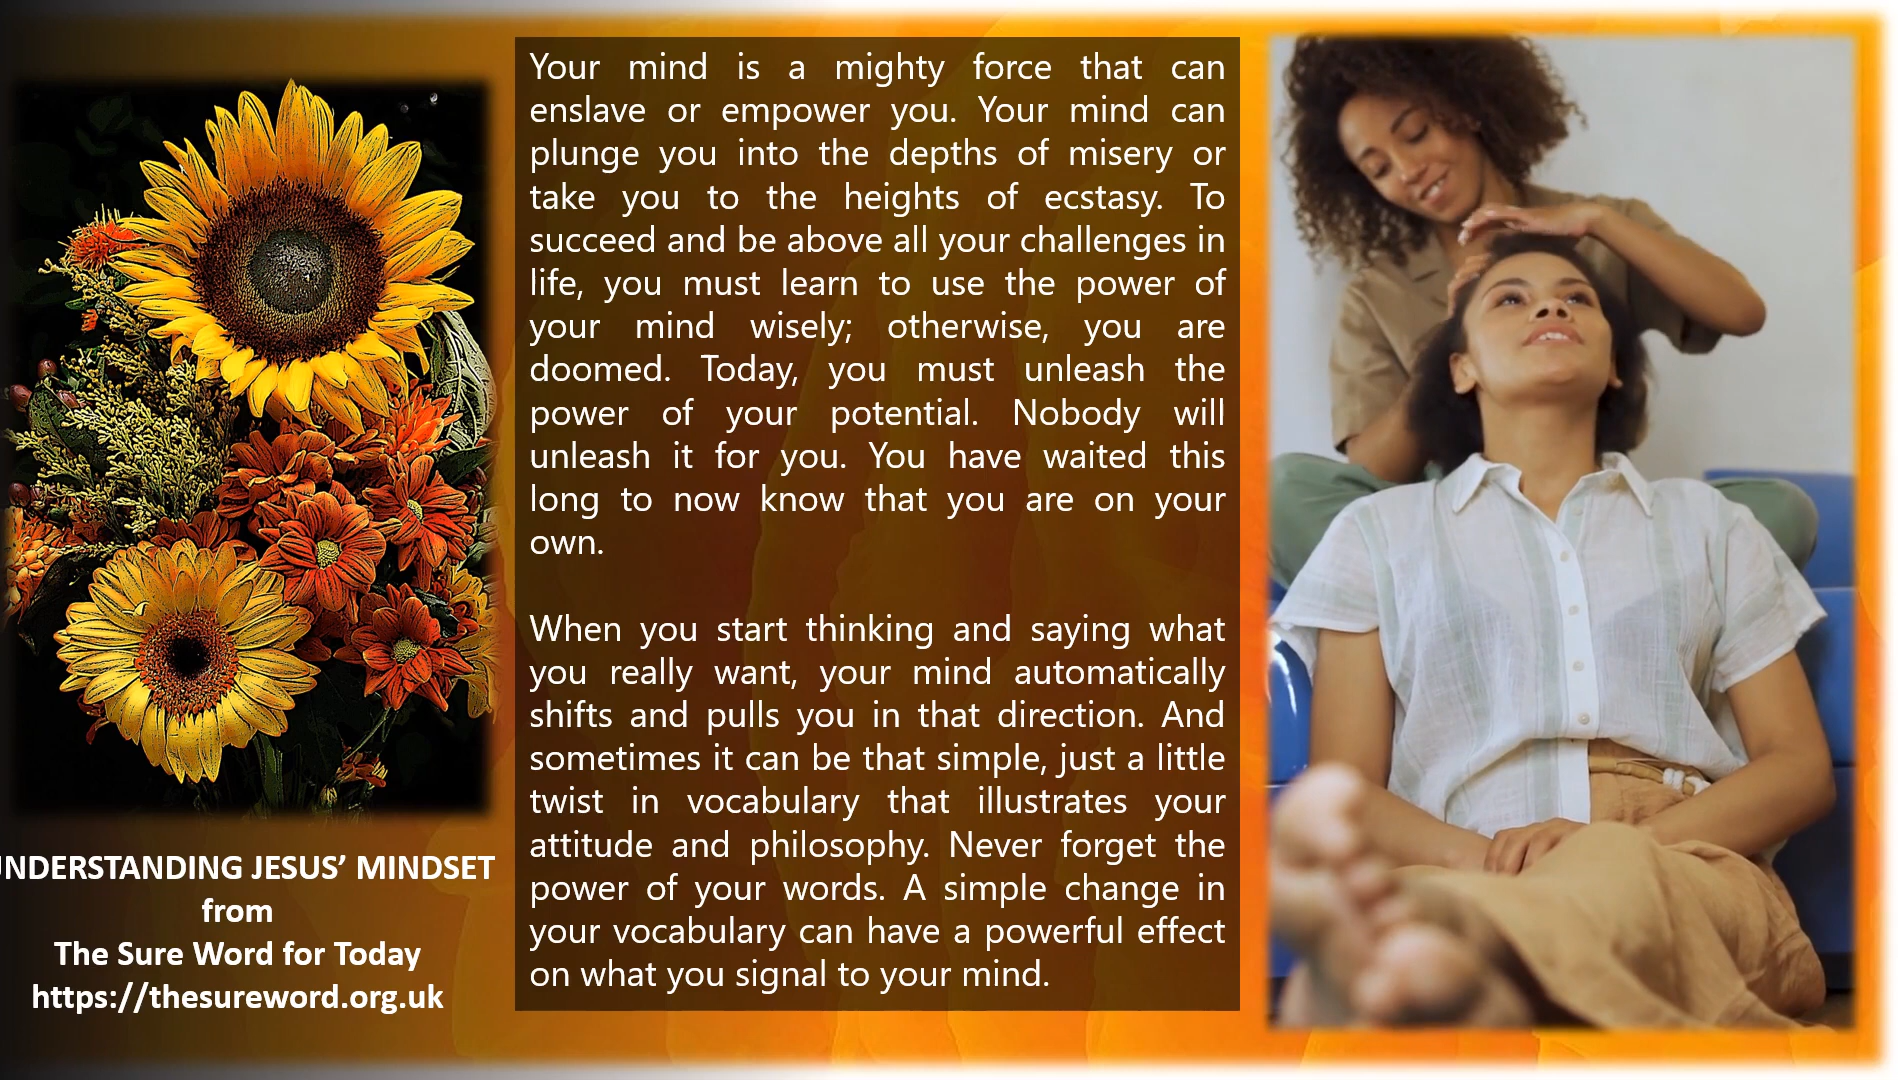 Your mind is a mighty force that can
enslave or empower you. Your mind can
plunge you into the depths of misery or
take you to the heights of ecstasy. To
succeed and be above all your challenges in
life, you must learn to use the power of
your mind wisely; otherwise, you are
doomed. Today, you must unleash the
power of your potential. Nobody will
unleash it for you. You have waited this
long to now know that you are on your
own.
When you start thinking and saying what
you really want, your mind automatically
shifts and pulls you in that direction. And
sometimes it can be that simple, just a little
twist in vocabulary that illustrates your
attitude and philosophy. Never forget the
power of your words. A simple change in
your vocabulary can have a powerful effect
on what you signal to your mind.
UNDERSTANDING JESUS’ MINDSET
from
The Sure Word for Today
https://thesureword.org.uk